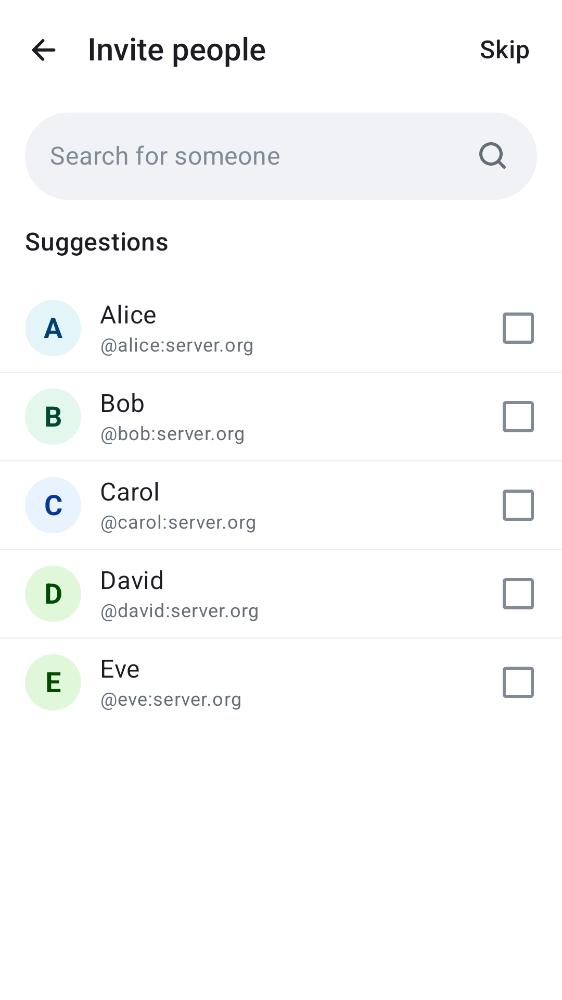 Invite people
Skip
Search for someone
Suggestions
A
Alice
@alice:server.org
B
Bob
@bob:server.org
C
Carol
@carol:server.org
D
David
@david:server.org
E
Eve
@eve:server.org